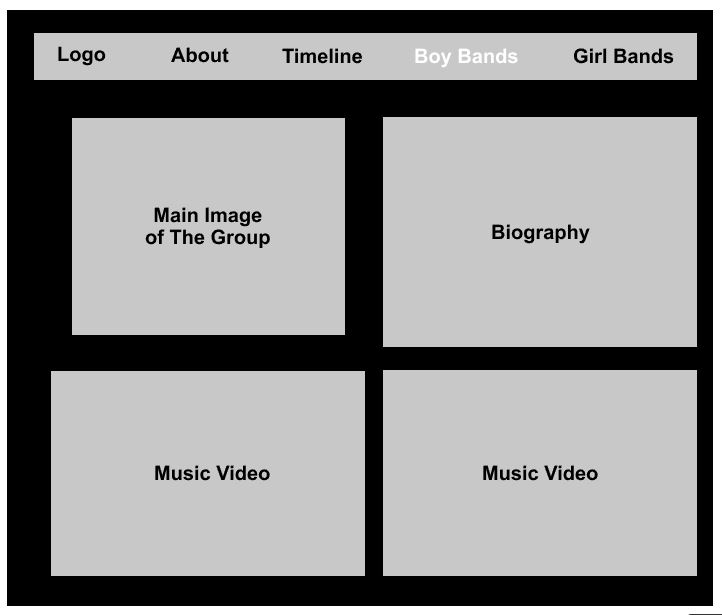 Logo
About
Timeline
Boy Bands
Girl Bands
Main Image
of The Group
Biography
Music Video
Music Video